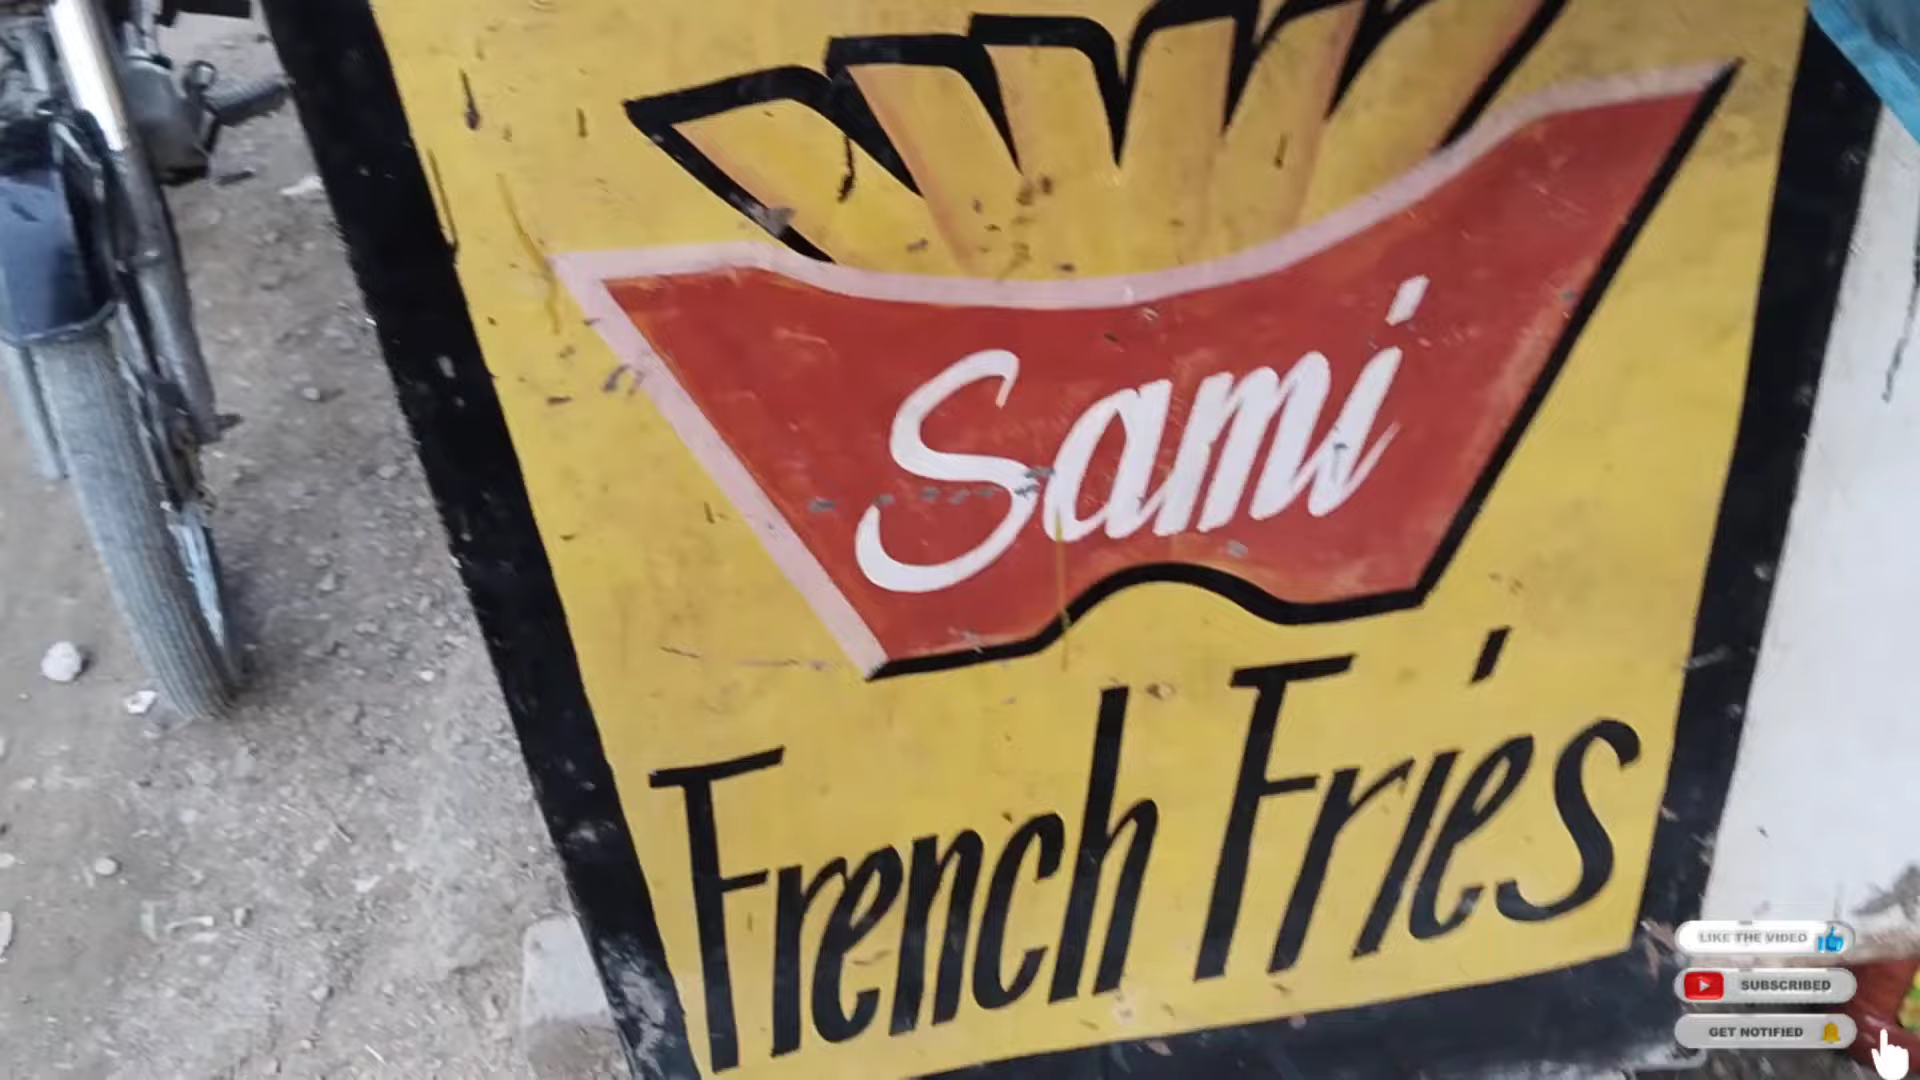 Sami
French Fries
LIKE THE VIDEO
SUBSCRIBED
GET NOTIFIED